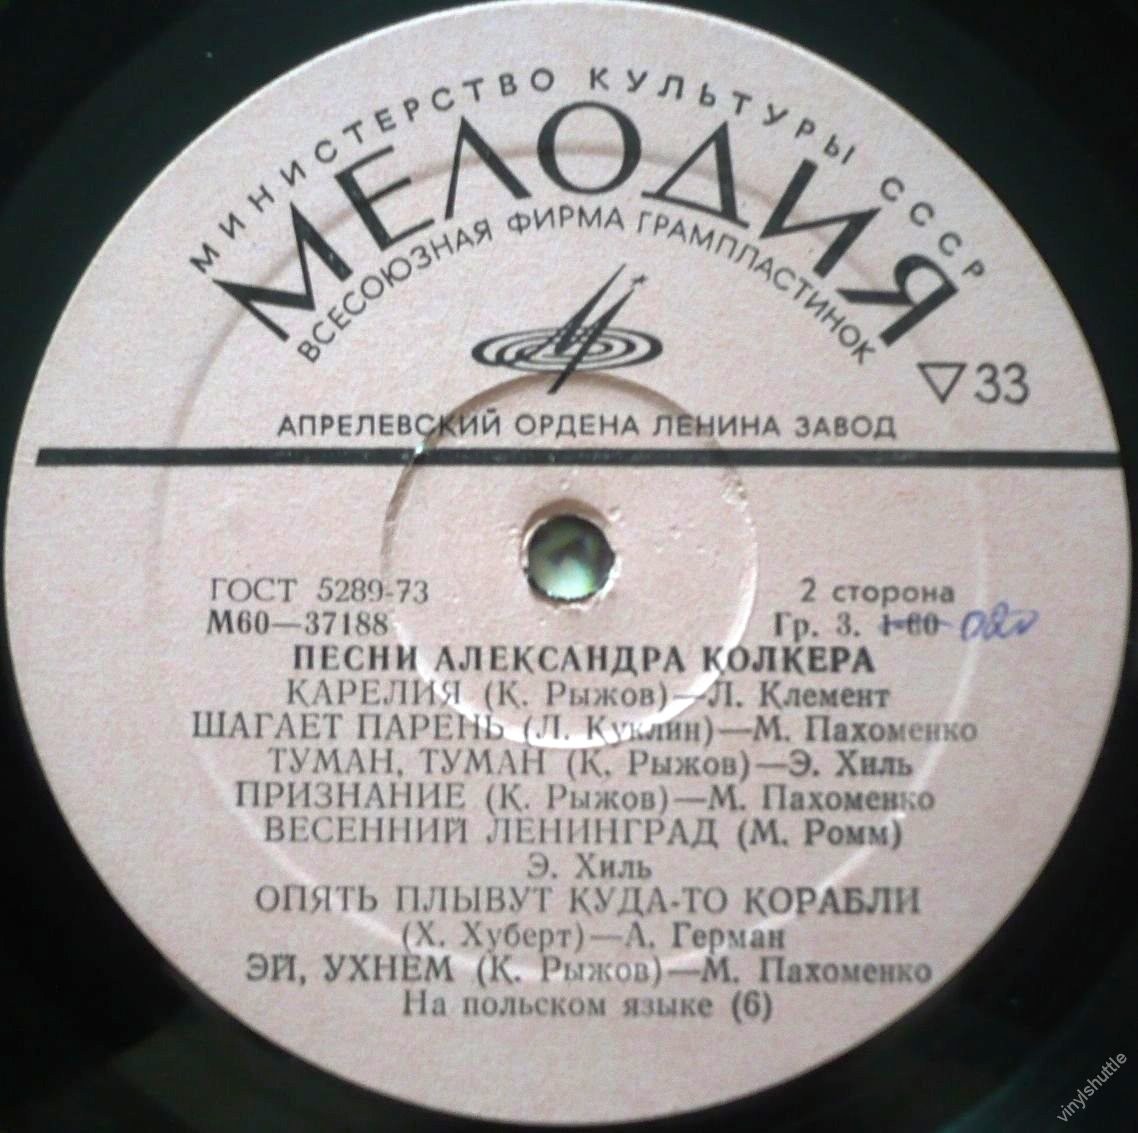 МИНИСТЕРСТВО КУЛЬТУРЫ СССР
МЕЛОДИЯ
ВСЕСОЮЗНАЯ ФИРМА ГРАМПЛАСТИНОК
▽33
АПРЕЛЕВСКИЙ ОРДЕНА ЛЕНИНА ЗАВОД
ГОСТ 5289-73
2 сторона
М60—37188
Гр. 3. 1-60
ПЕСНИ АЛЕКСАНДРА КОЛКЕРА
КАРЕЛИЯ (К. Рыжов)—Л. Клемент
ШАГАЕТ ПАРЕНЬ (Л. Куклин)—М. Пахоменко
ТУМАН, ТУМАН (К. Рыжов)—Э. Хиль
ПРИЗНАНИЕ (К. Рыжов)—М. Пахоменко
ВЕСЕННИЙ ЛЕНИНГРАД (М. Ромм)
Э. Хиль
ОПЯТЬ ПЛЫВУТ КУДА-ТО КОРАБЛИ
(Х. Хуберт)—А. Герман
ЭЙ, УХНЕМ (К. Рыжов)—М. Пахоменко
На польском языке (6)
vinylshuttle